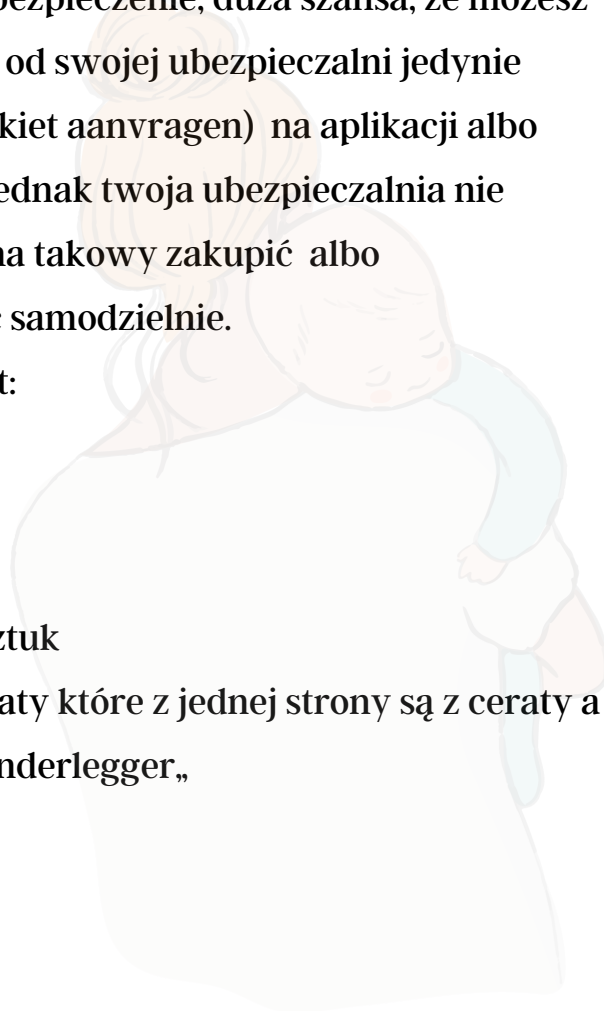 bezpieczenie, duża szansa, że możesz
od swojej ubezpieczalni jedynie
kiet aanvragen) na aplikacji albo
ednak twoja ubezpieczalnia nie
na takowy zakupić albo
ć samodzielnie.
t:
ztuk
aty które z jednej strony są z ceraty a
nderlegger„